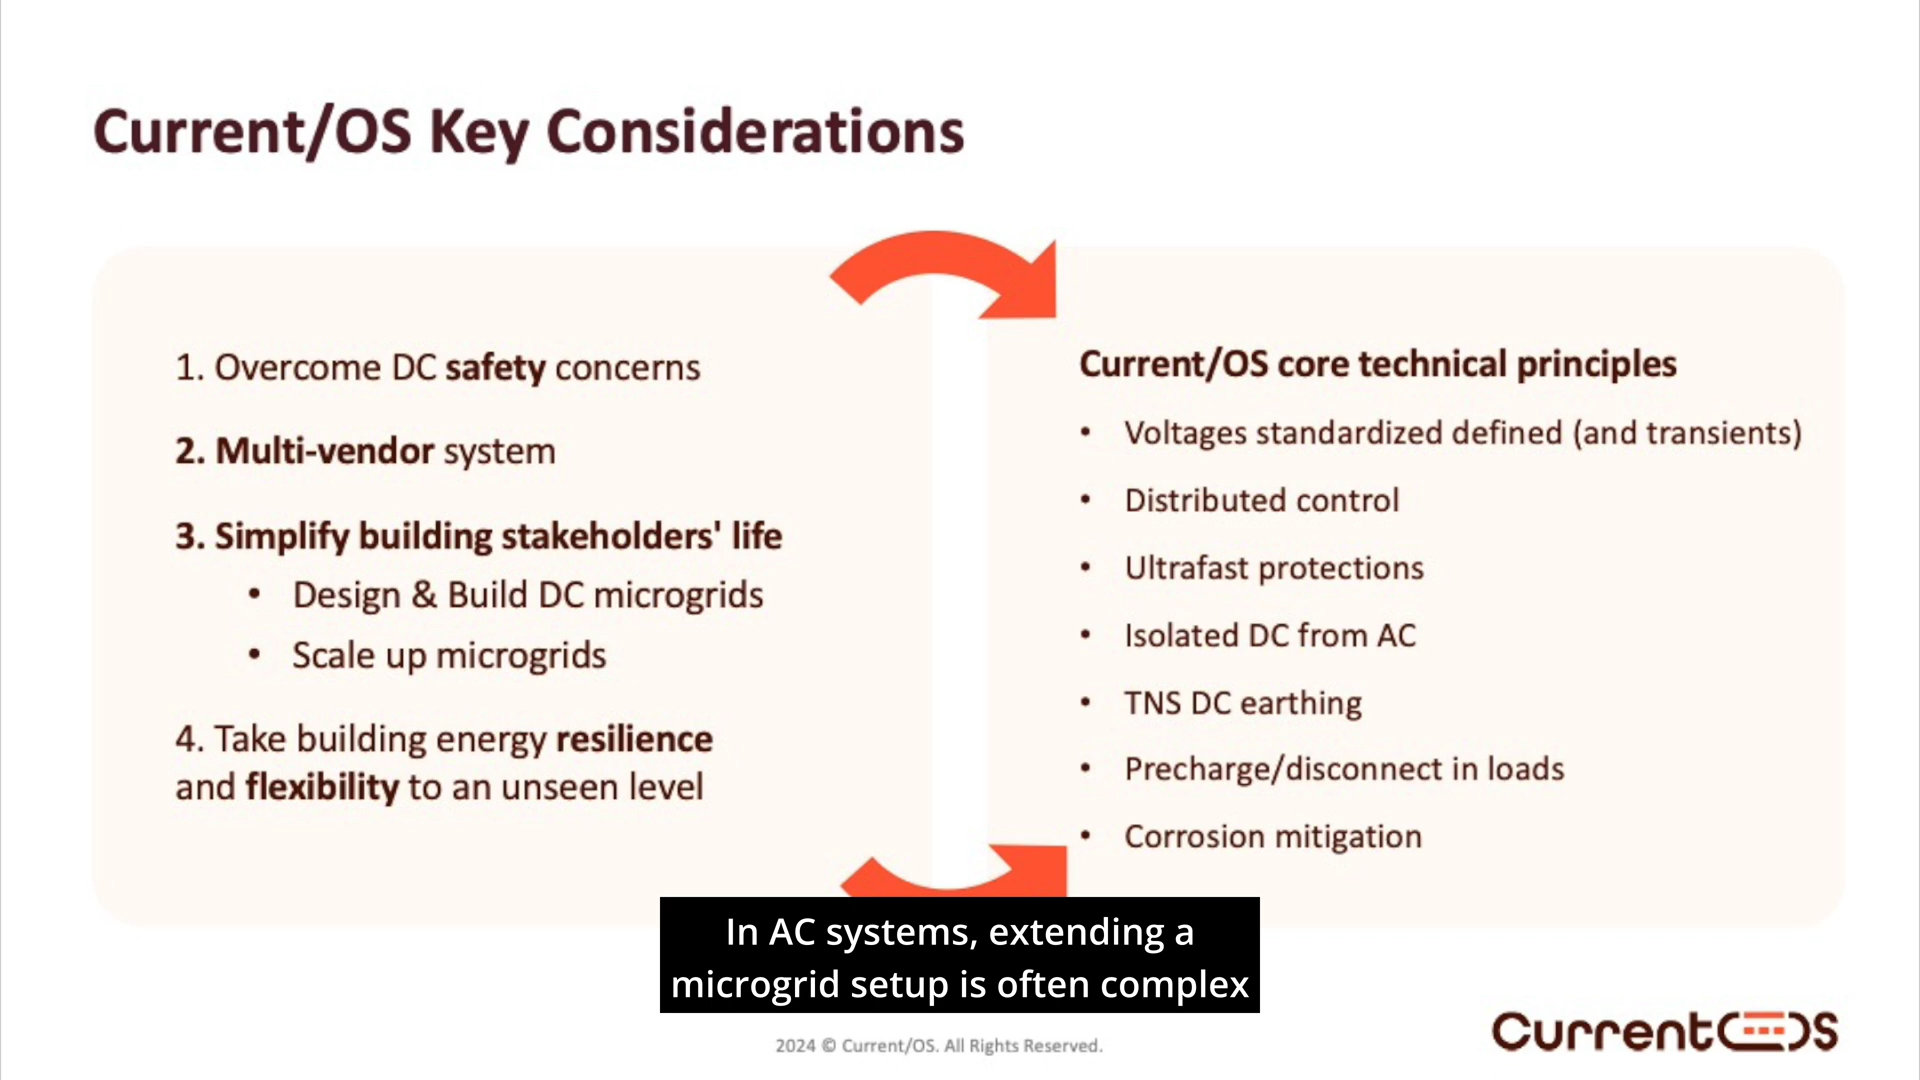 Current/OS Key Considerations
1. Overcome DC safety concerns
2. Multi-vendor system
3. Simplify building stakeholders' life
• Design & Build DC microgrids
• Scale up microgrids
4. Take building energy resilience
and flexibility to an unseen level
Current/OS core technical principles
• Voltages standardized defined (and transients)
• Distributed control
• Ultrafast protections
• Isolated DC from AC
• TNS DC earthing
• Precharge/disconnect in loads
• Corrosion mitigation
In AC systems, extending a
microgrid setup is often complex
2024 © Current/OS. All Rights Reserved.
Current OS